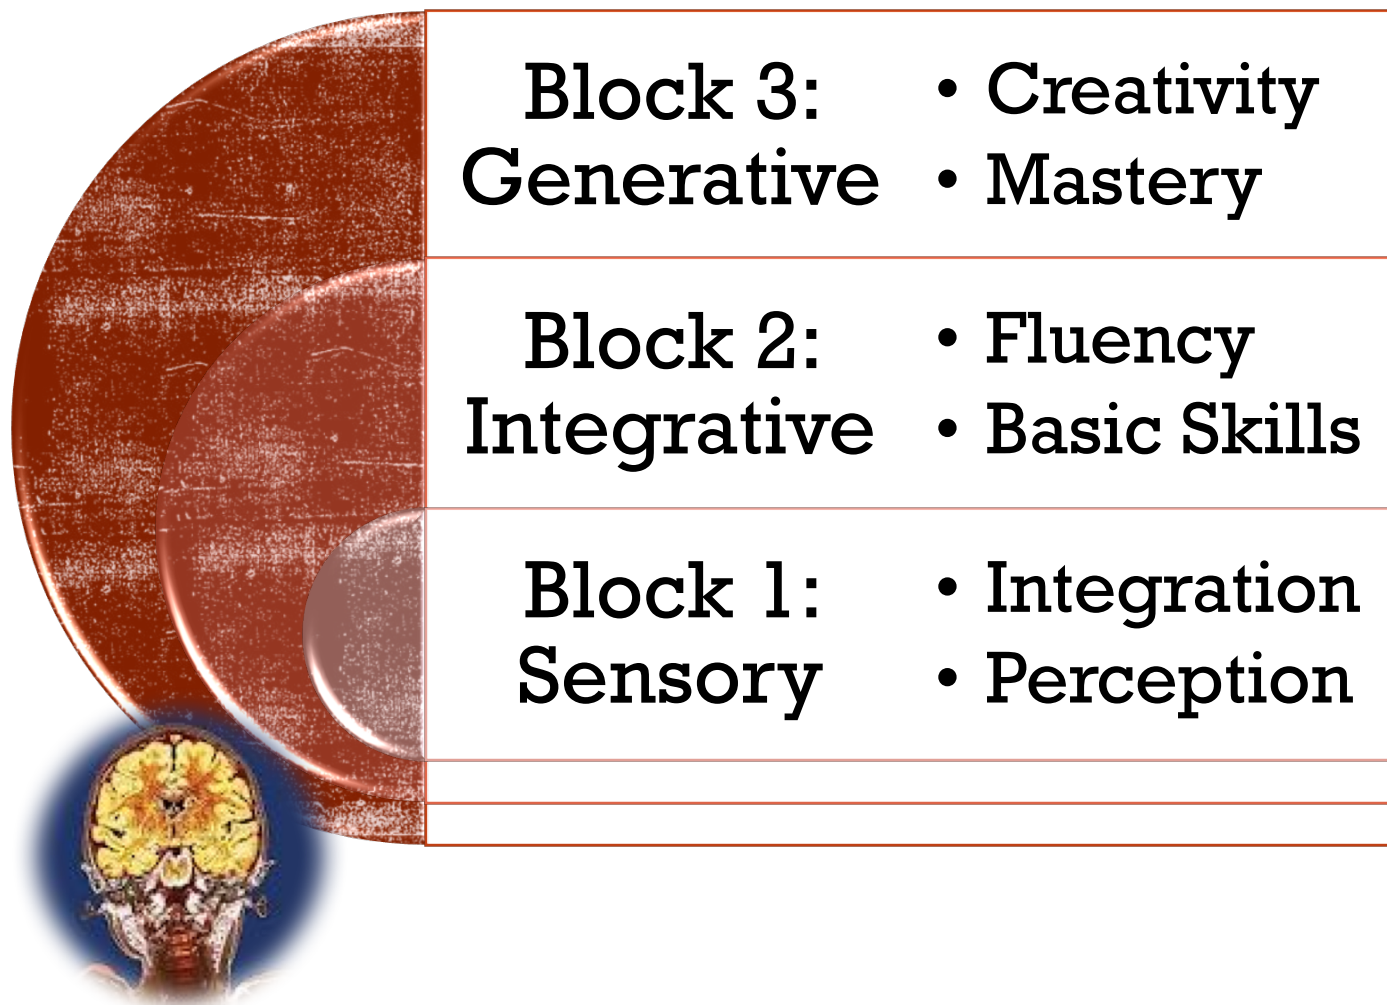 Block 3:
Generative
• Creativity
• Mastery
Block 2:
Integrative
• Fluency
• Basic Skills
Block 1:
Sensory
• Integration
• Perception